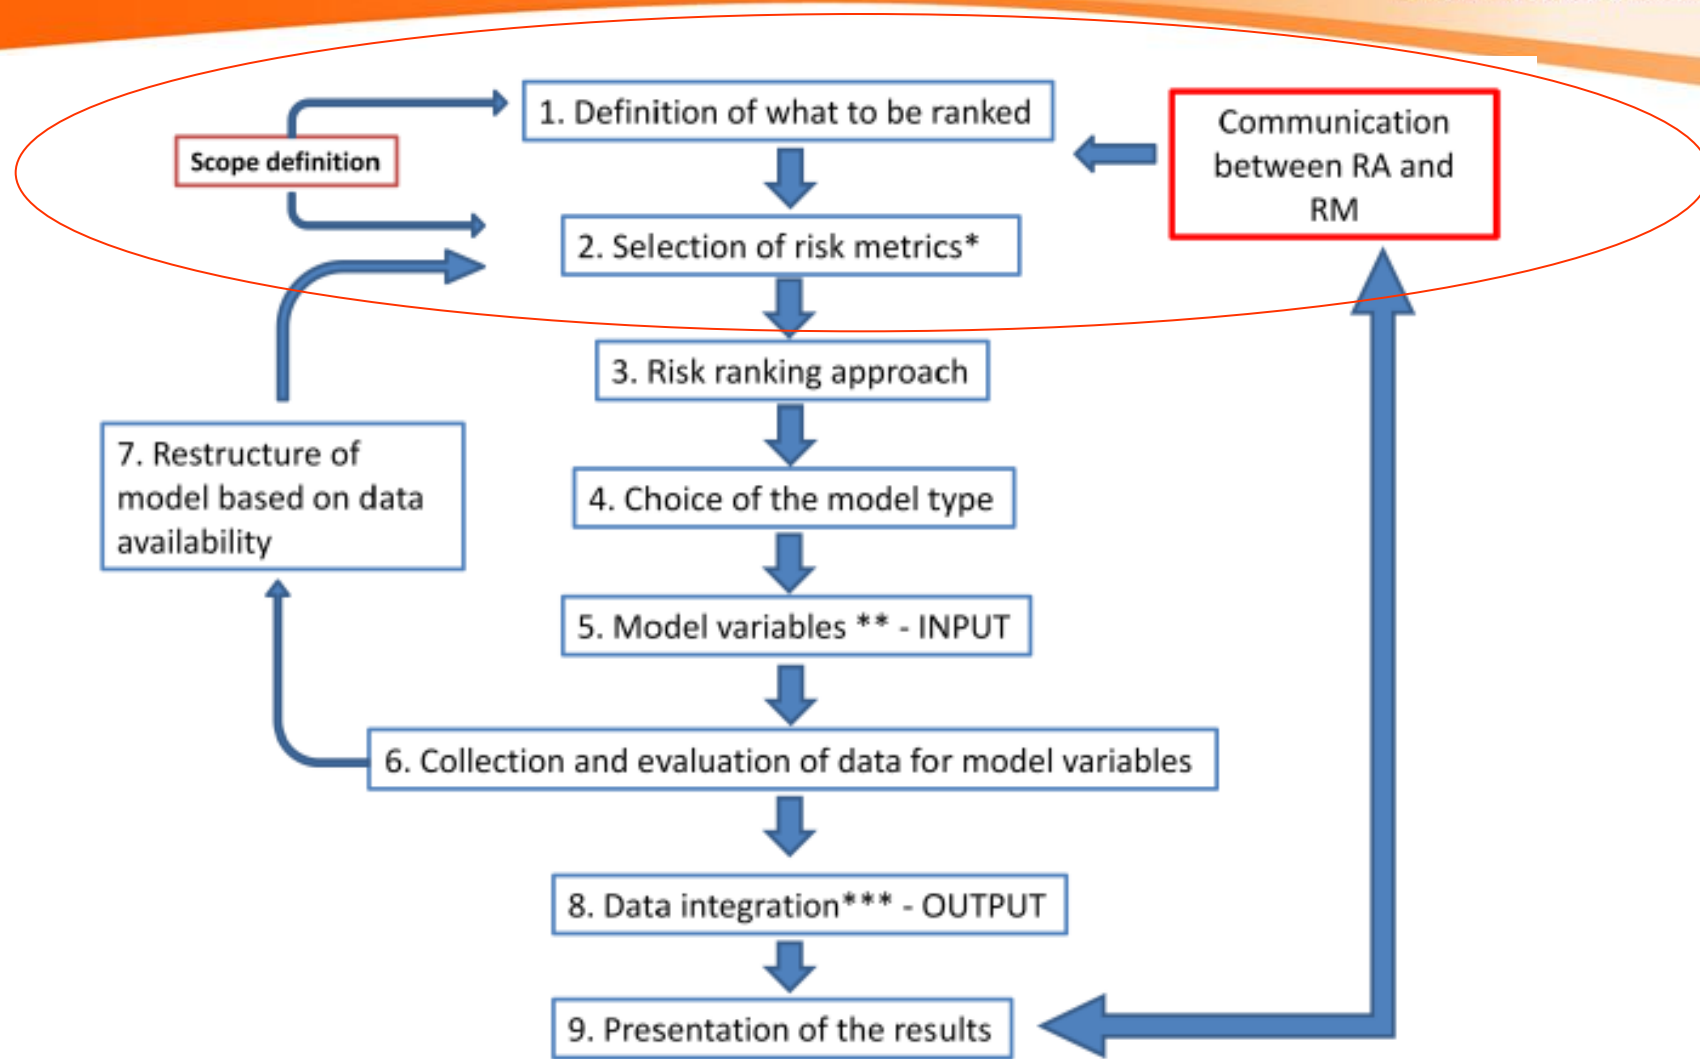 1. Definition of what to be ranked
Communication
between RA and
RM
Scope definition
2. Selection of risk metrics*
3. Risk ranking approach
7. Restructure of
model based on data
availability
4. Choice of the model type
5. Model variables ** - INPUT
6. Collection and evaluation of data for model variables
8. Data integration*** - OUTPUT
9. Presentation of the results